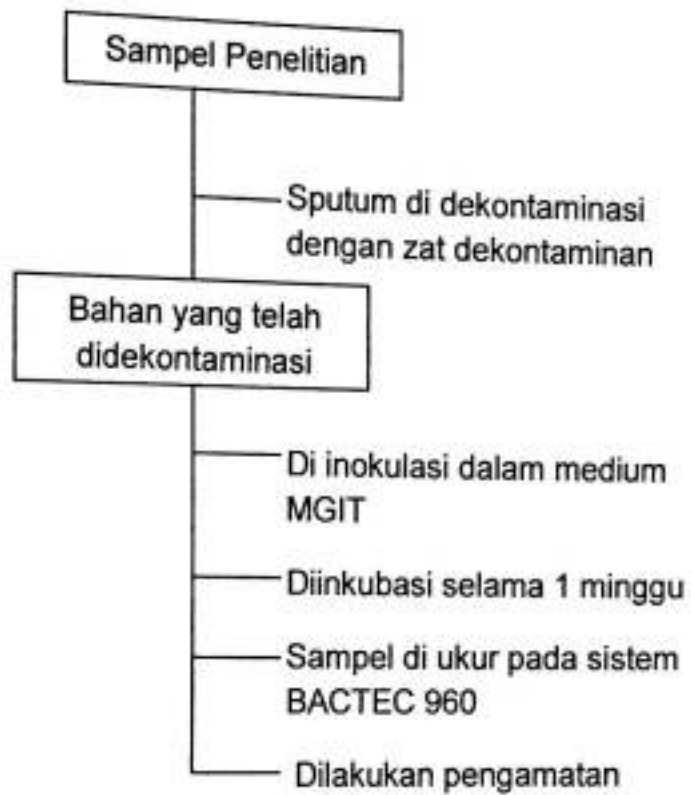 Sampel Penelitian
Sputum di dekontaminasi
dengan zat dekontaminan
Bahan yang telah
didekontaminasi
Di inokulasi dalam medium
MGIT
Diinkubasi selama 1 minggu
Sampel di ukur pada sistem
BACTEC 960
Dilakukan pengamatan